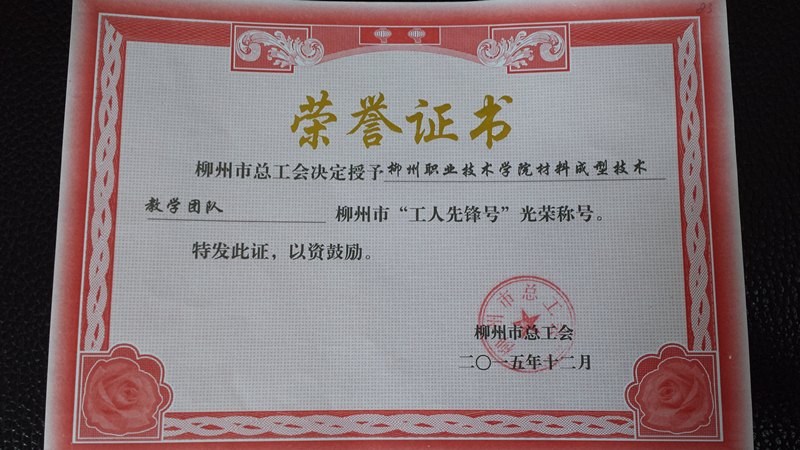 荣誉证书
柳州市总工会决定授予柳州职业技术学院材料成型技术
教学团队 柳州市“工人先锋号”光荣称号。
特发此证，以资鼓励。
柳州市总工会
二〇一五年十二月